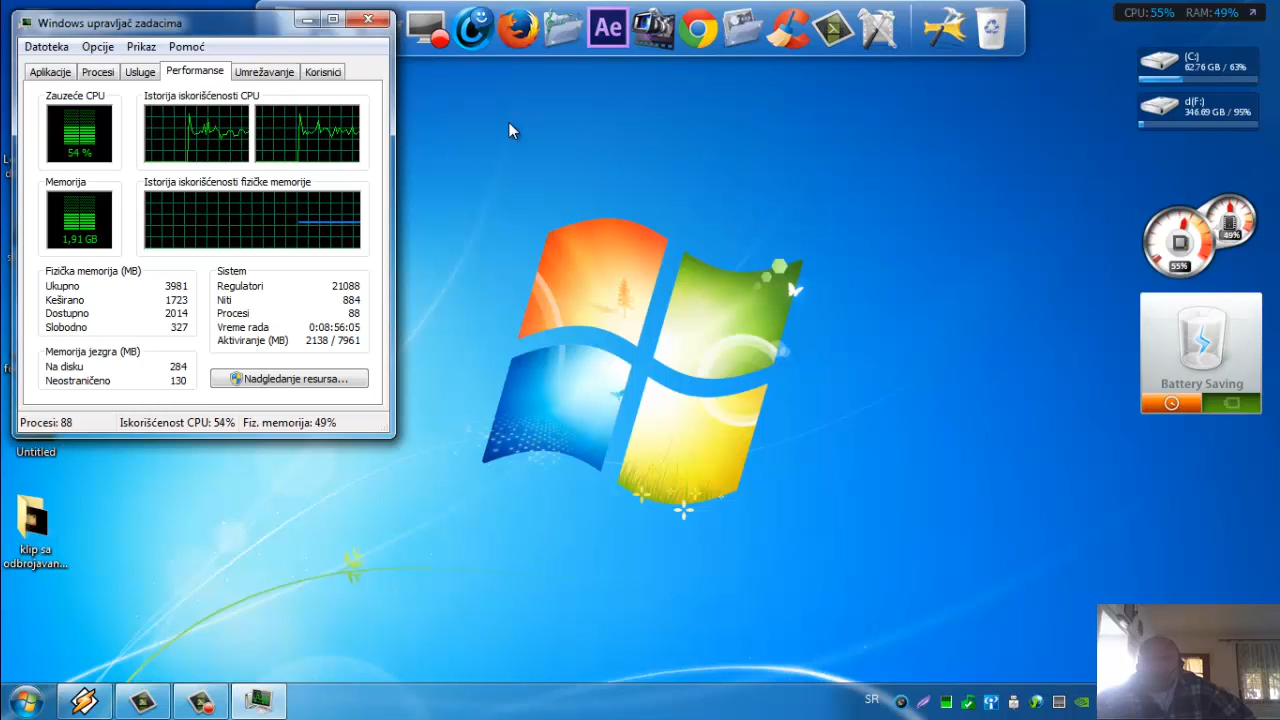 Windows upravljač zadacima
Datoteka Opcije Prikaz Pomoć
Aplikacije Procesi Usluge Performanse Umrežavanje Korisnici
Zauzeće CPU
54 %
Istorija iskorišćenosti CPU
Memorija
1,91 GB
Istorija iskorišćenosti fizičke memorije
Fizička memorija (MB)
Ukupno 3981
Keširano 1723
Dostupno 2014
Slobodno 327
Memorija jezgra (MB)
Na disku 284
Neostraničeno 130
Sistem
Regulatori 21088
Niti 884
Procesi 88
Vreme rada 0:08:56:05
Aktiviranje (MB) 2138 / 7961
Nadgledanje resursa...
Procesi: 88 Iskorišćenost CPU: 54% Fiz. memorija: 49%
Ae
CPU: 55% RAM: 49%
(C:)
62.76 GB / 63%
d(F:)
346.69 GB / 95%
49%
55%
Battery Saving
Untitled
klip sa
odbrojavan...
SR